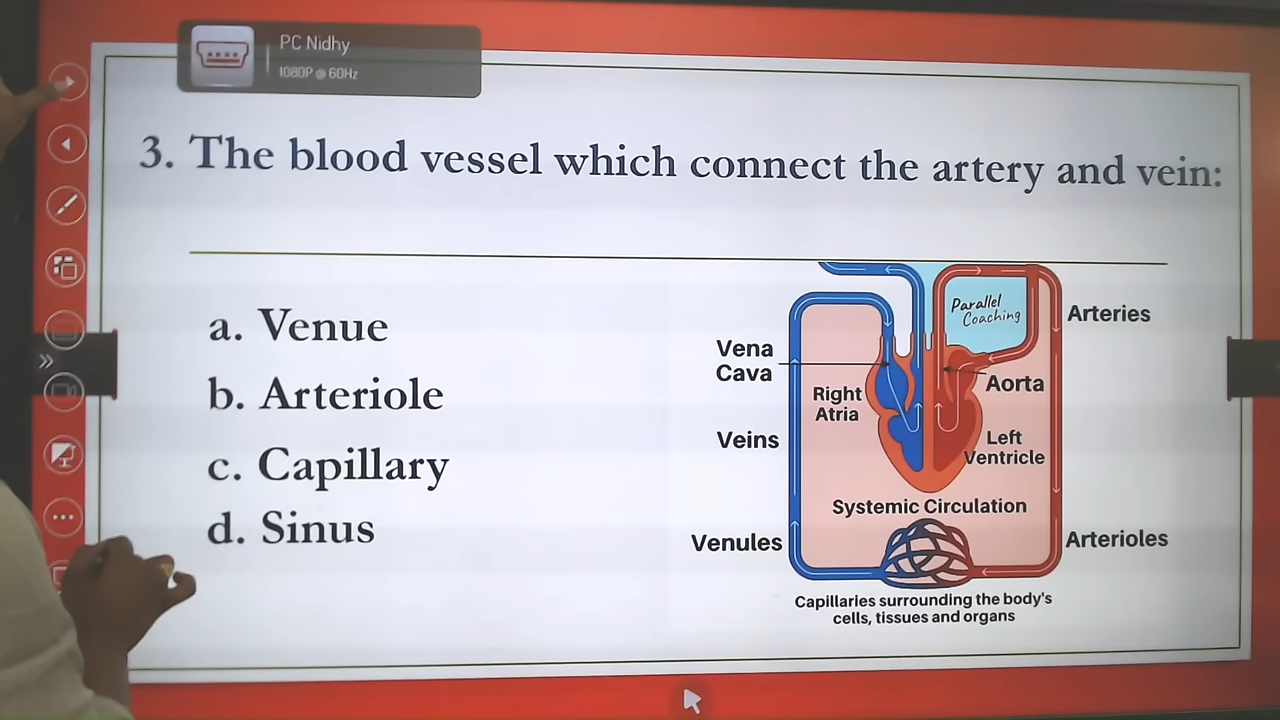 PC Nidhy
1080P @ 60Hz
3. The blood vessel which connect the artery and vein:
a. Venue
b. Arteriole
c. Capillary
d. Sinus
Parallel
Coaching
Arteries
Vena
Cava
Aorta
Right
Atria
Veins
Left
Ventricle
Systemic Circulation
Venules
Arterioles
Capillaries surrounding the body's
cells, tissues and organs